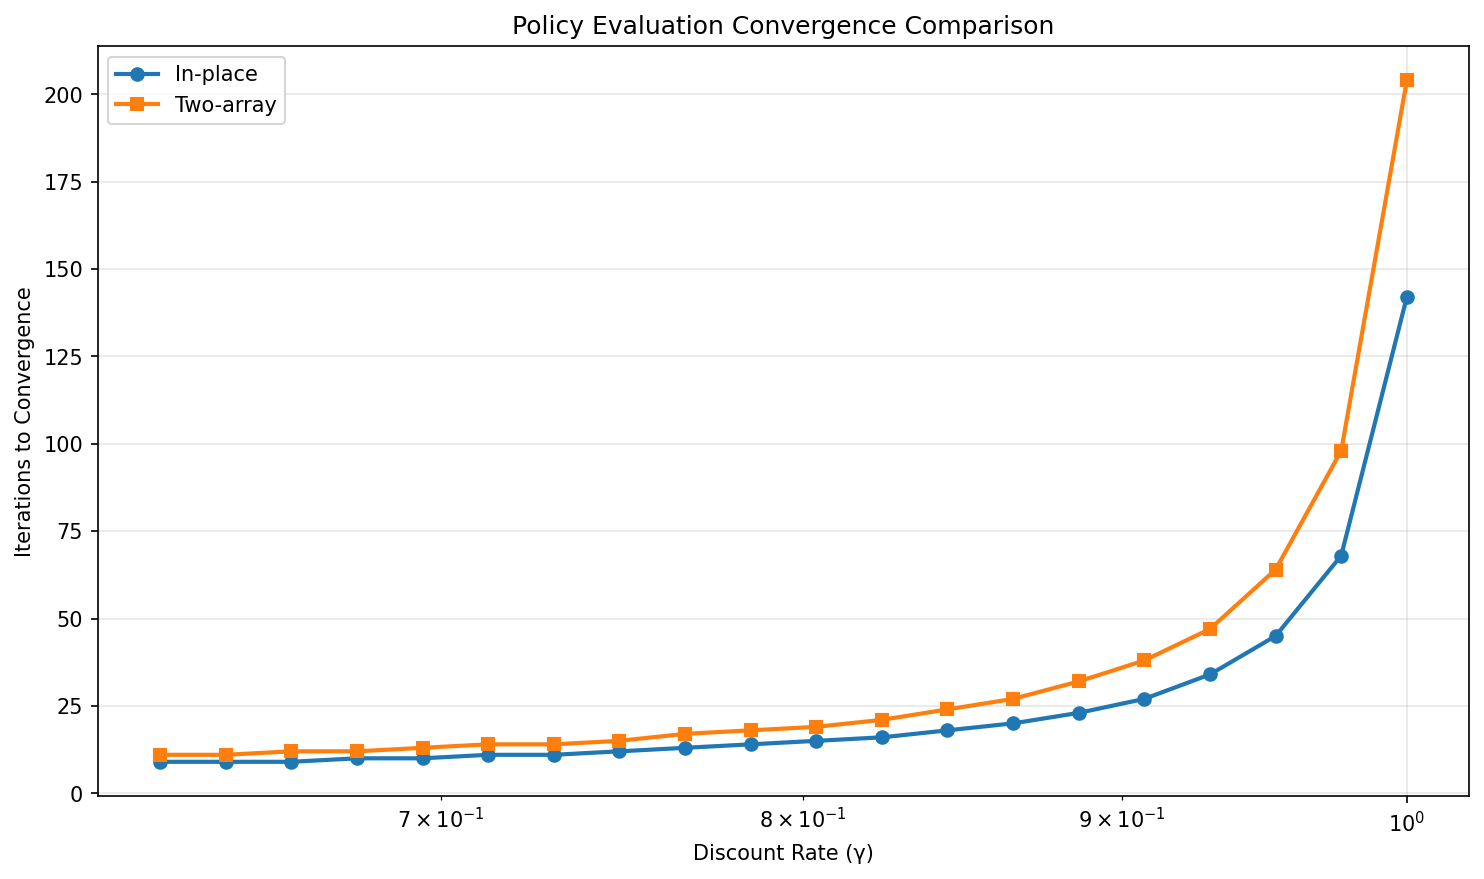 Policy Evaluation Convergence Comparison
In-place
Two-array
Iterations to Convergence
200
175
150
125
100
75
50
25
0
7 × 10⁻¹
8 × 10⁻¹
9 × 10⁻¹
10⁰
Discount Rate (γ)